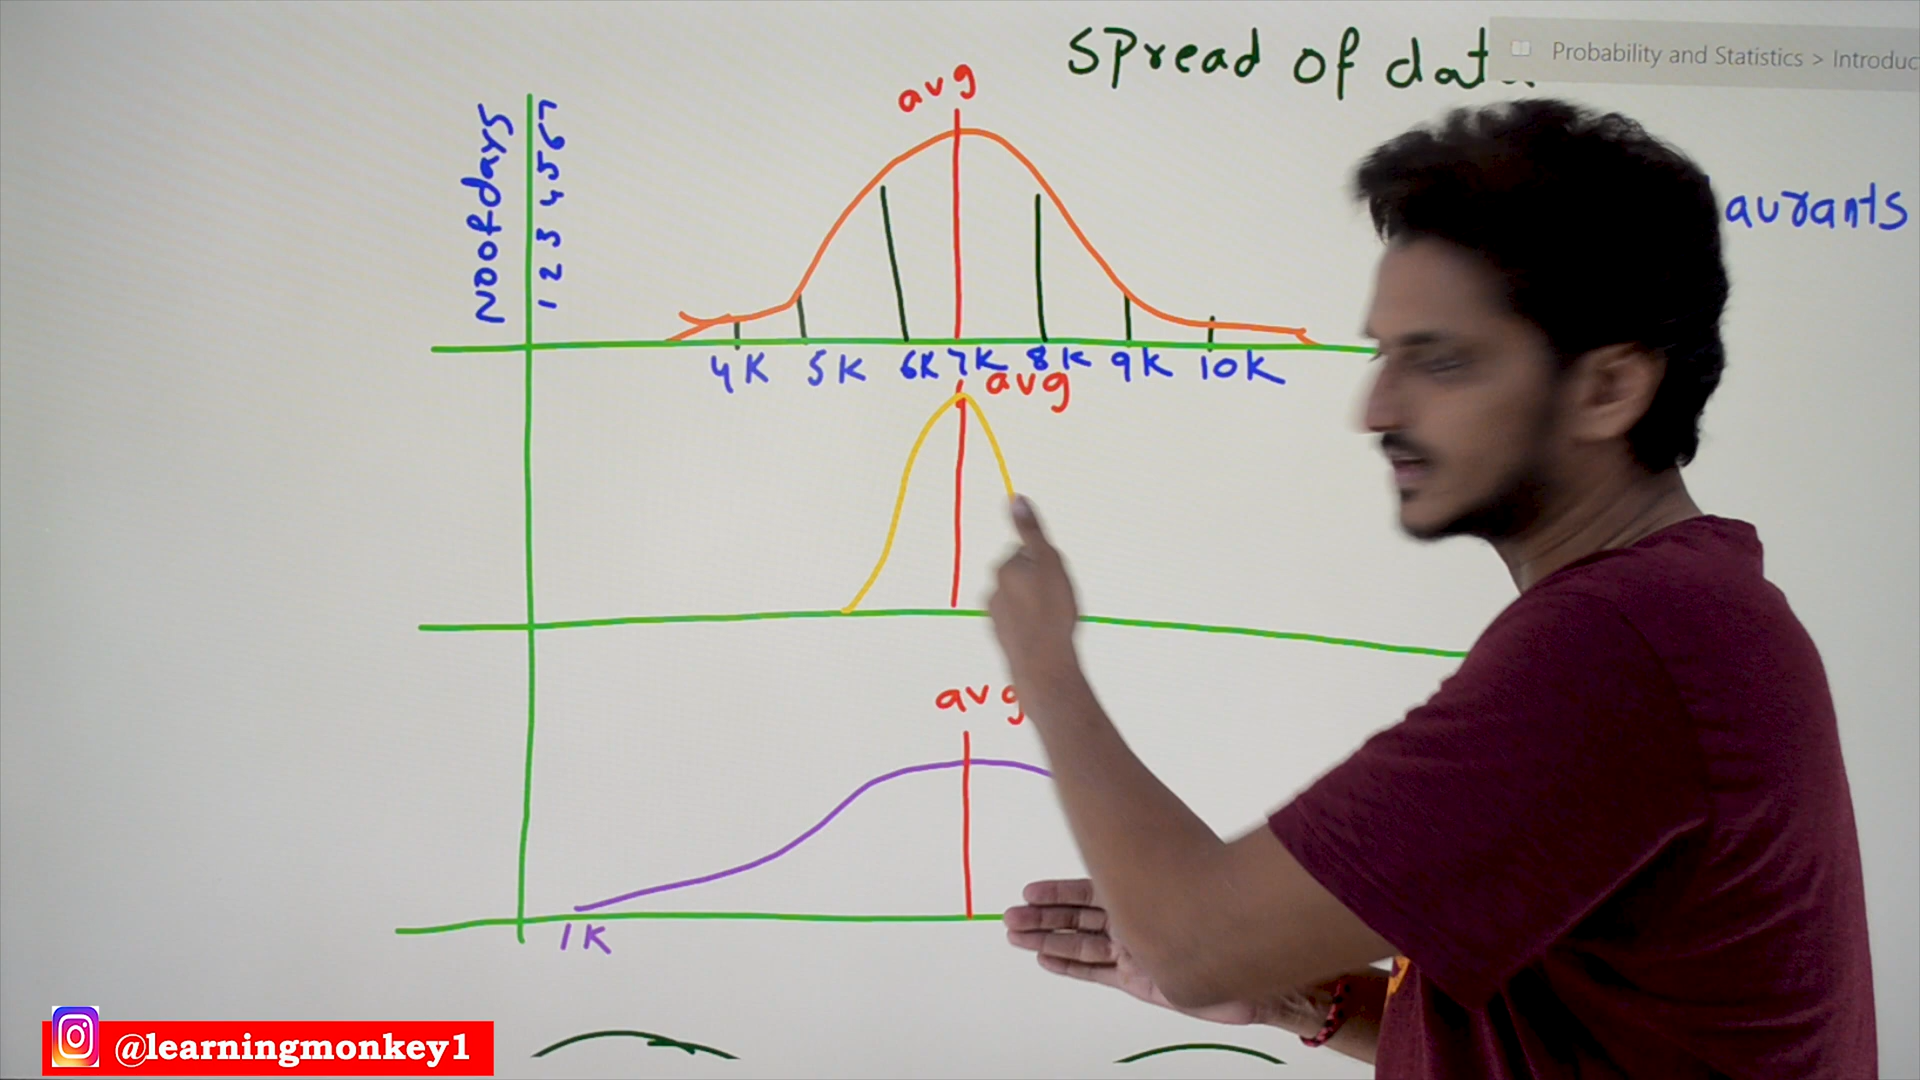 spread of data
Probability and Statistics > Introduc
avg
aurants
No of days
1 2 3 4 5 6 7
4K 5K 6K 7K 8K 9K 10K
avg
avg
1K
@learningmonkey1